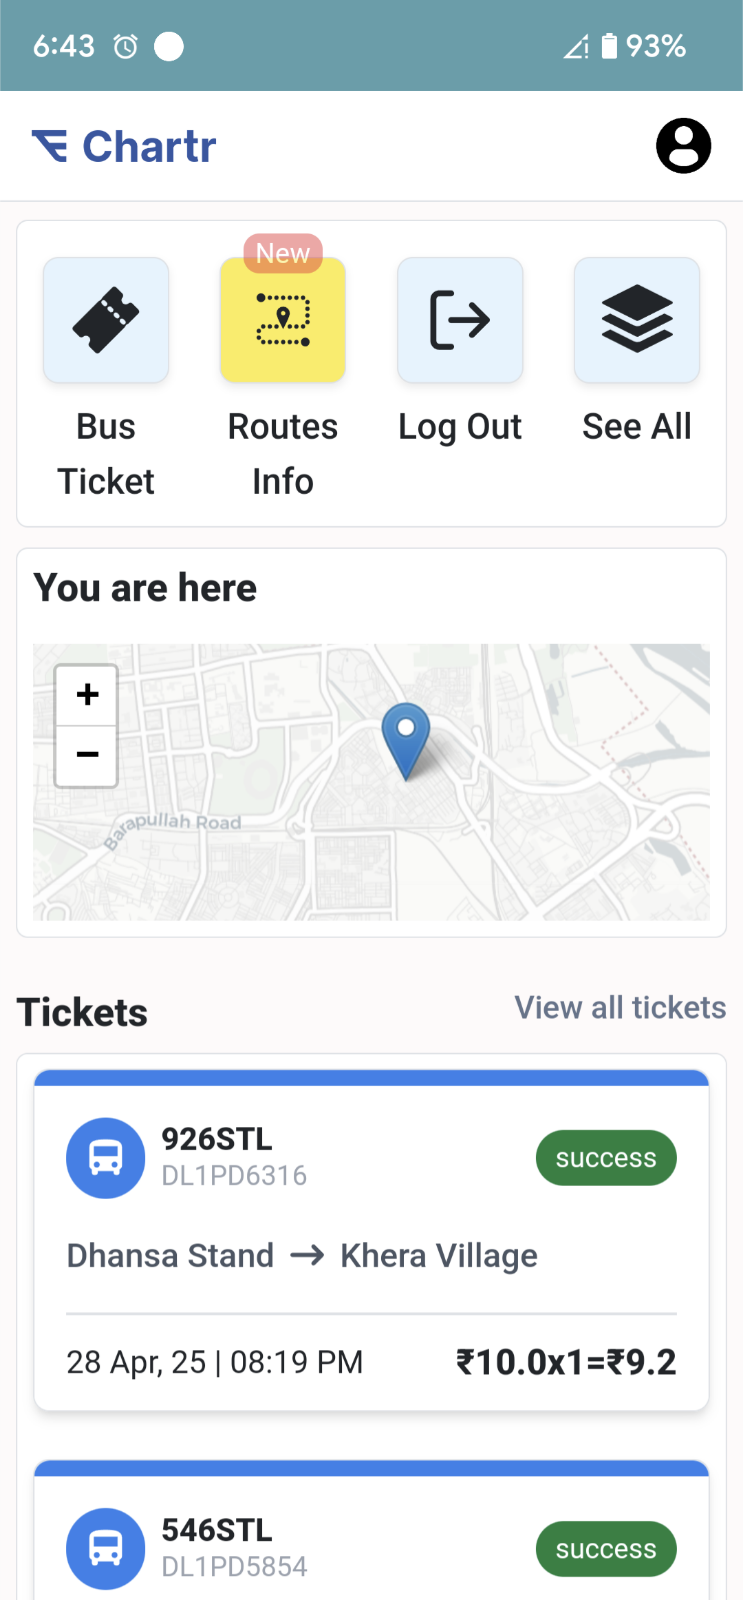 6:43
93%
Chartr
New
Bus Ticket
Routes Info
Log Out
See All
You are here
+
−
Barapullah Road
Tickets
View all tickets
926STL
DL1PD6316
success
Dhansa Stand → Khera Village
28 Apr, 25 | 08:19 PM
₹10.0x1=₹9.2
546STL
DL1PD5854
success